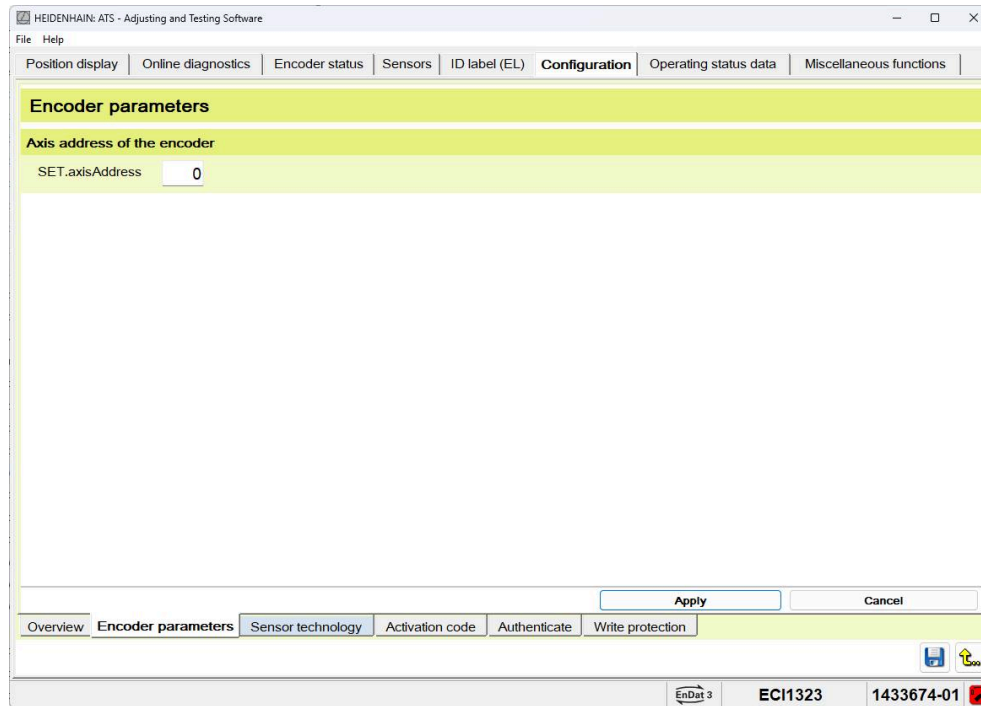 HEIDENHAIN: ATS - Adjusting and Testing Software
File Help
Position display Online diagnostics Encoder status Sensors ID label (EL) Configuration Operating status data Miscellaneous functions
Encoder parameters
Axis address of the encoder
SET.axisAddress 0
Apply Cancel
Overview Encoder parameters Sensor technology Activation code Authenticate Write protection
EnDat 3 ECI1323 1433674-01